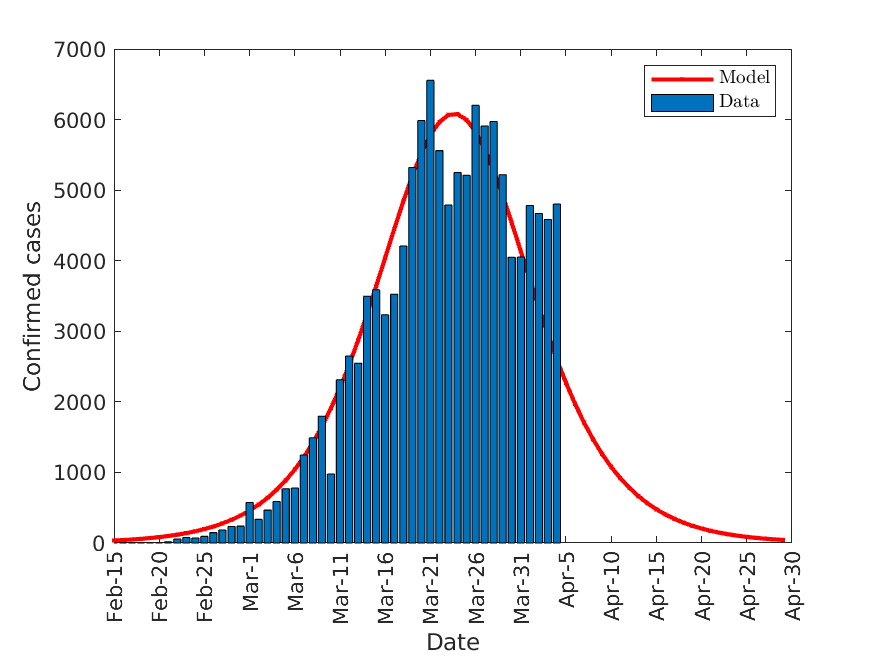 7000
6000
5000
4000
3000
2000
1000
0
Confirmed cases
Model
Data
Feb-15
Feb-20
Feb-25
Mar-1
Mar-6
Mar-11
Mar-16
Mar-21
Mar-26
Mar-31
Apr-5
Apr-10
Apr-15
Apr-20
Apr-25
Apr-30
Date